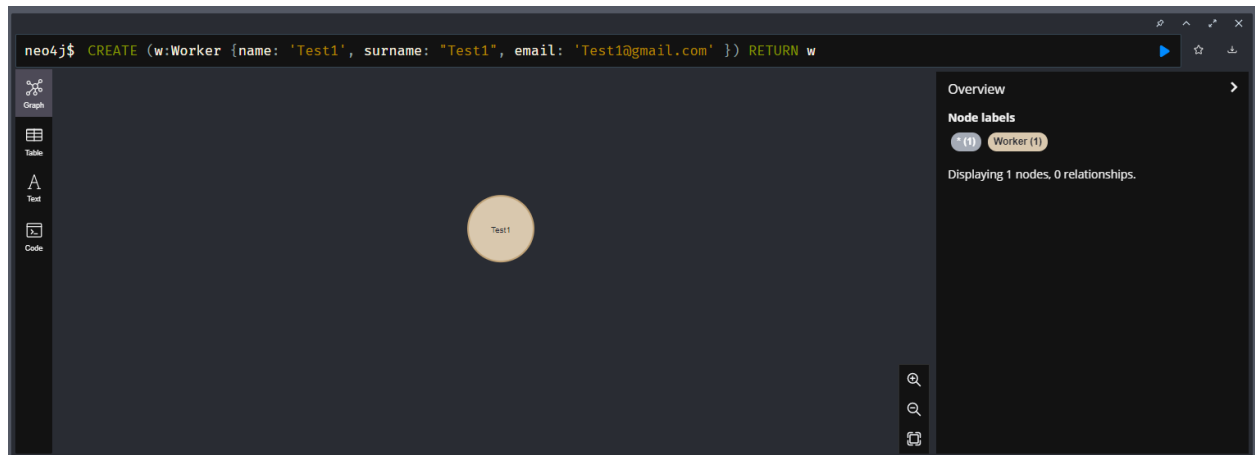 neo4j$ CREATE (w:Worker {name: 'Test1', surname: "Test1", email: 'Test1@gmail.com' }) RETURN w
Graph
Table
A
Text
Code
Test1
Overview
Node labels
* (1) Worker (1)
Displaying 1 nodes, 0 relationships.